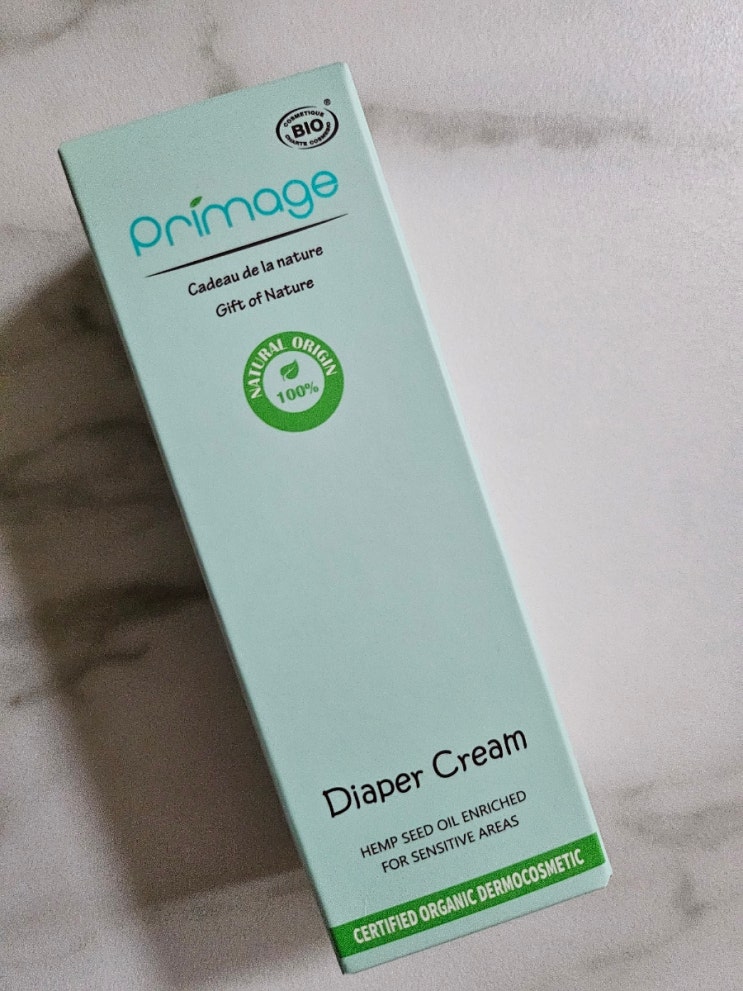 COSMETIQUE
BIO
CHARTE COSMEBIO
®
primage
Cadeau de la nature
Gift of Nature
NATURAL ORIGIN
100%
Diaper Cream
HEMP SEED OIL ENRICHED
FOR SENSITIVE AREAS
CERTIFIED ORGANIC DERMOCOSMETIC